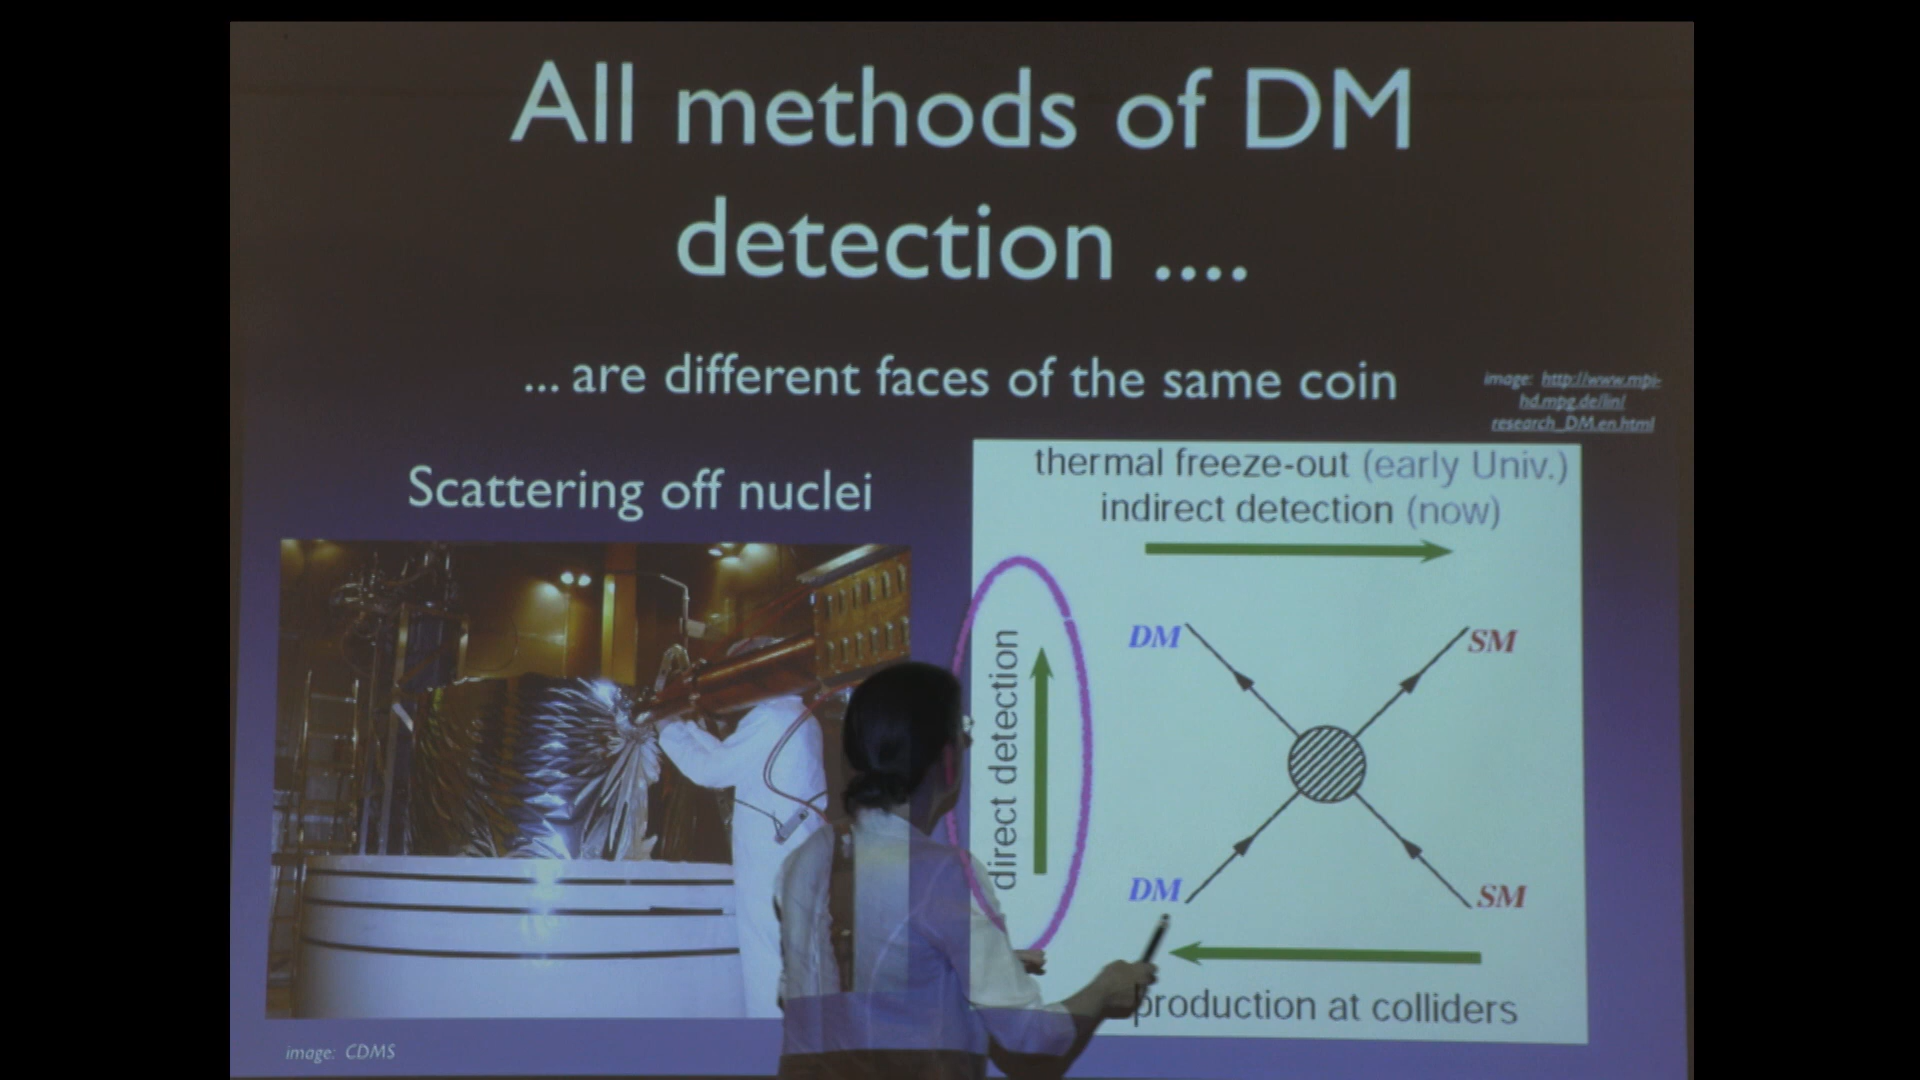 All methods of DM
detection ....
... are different faces of the same coin
image: http://www.mpi-
hd.mpg.de/lin/
research_DM.en.html
Scattering off nuclei
thermal freeze-out (early Univ.)
indirect detection (now)
direct detection
DM
SM
DM
SM
production at colliders
image: CDMS